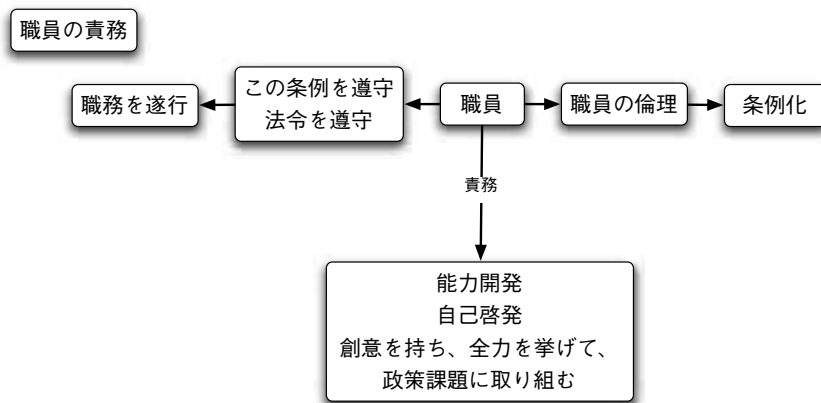 職員の責務
職務を遂行
この条例を遵守
法令を遵守
職員
職員の倫理
条例化
責務
能力開発
自己啓発
創意を持ち、全力を挙げて、
政策課題に取り組む